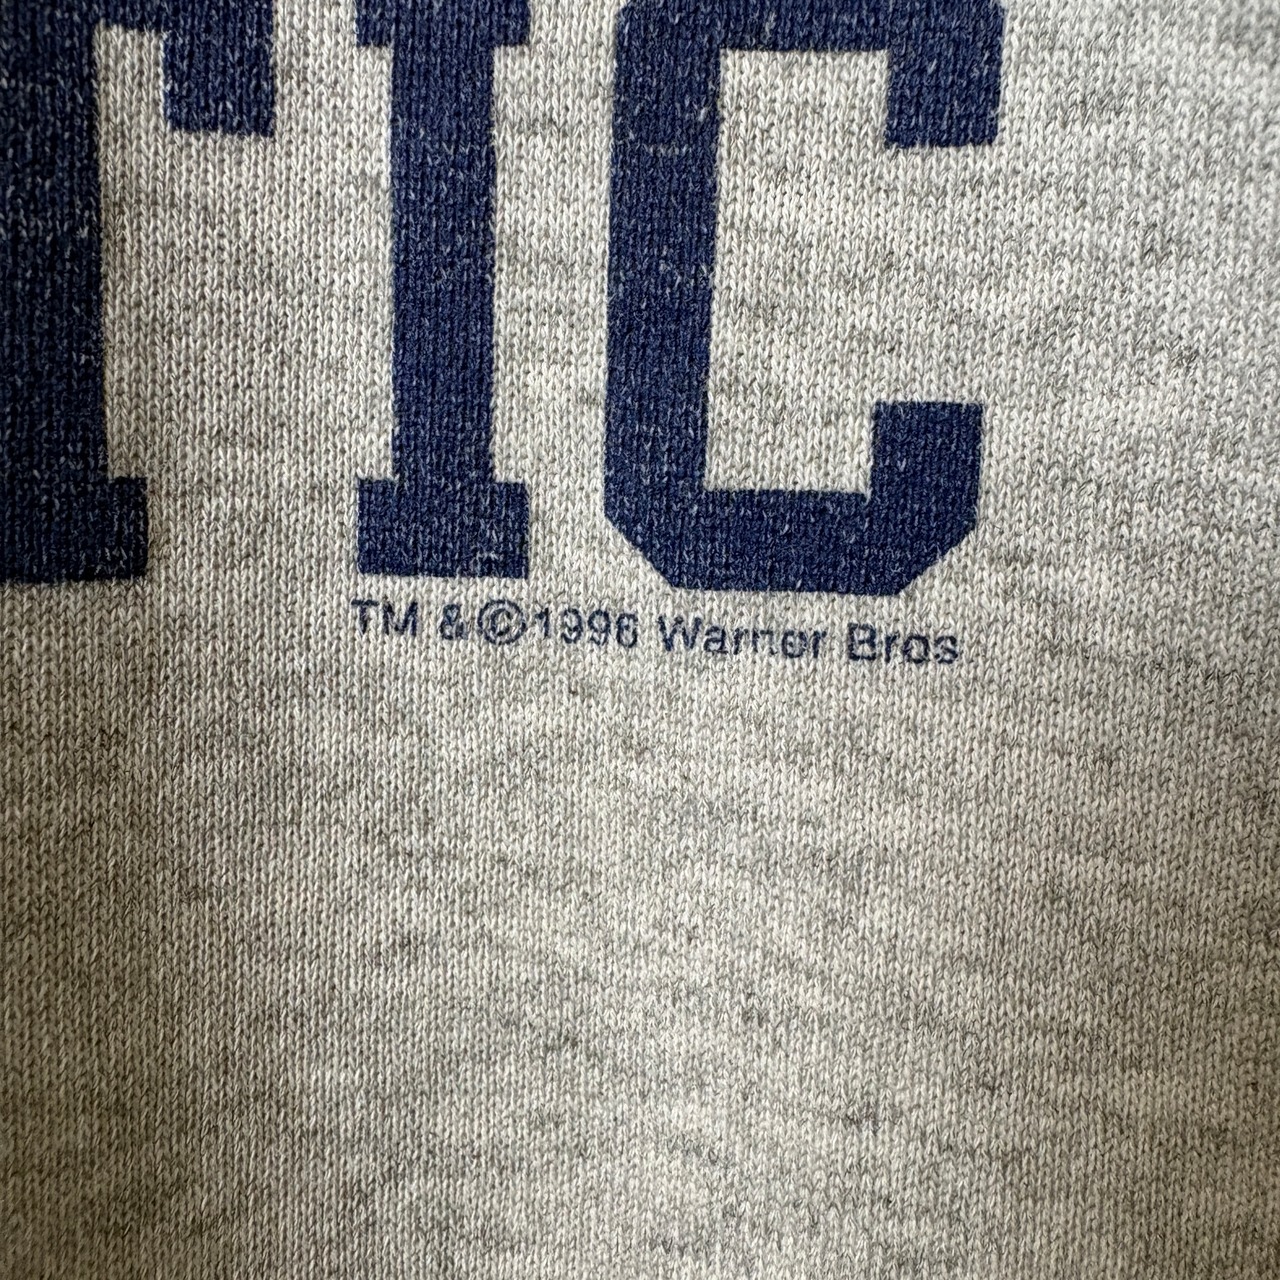 TIC
TM & ©1996 Warner Bros.